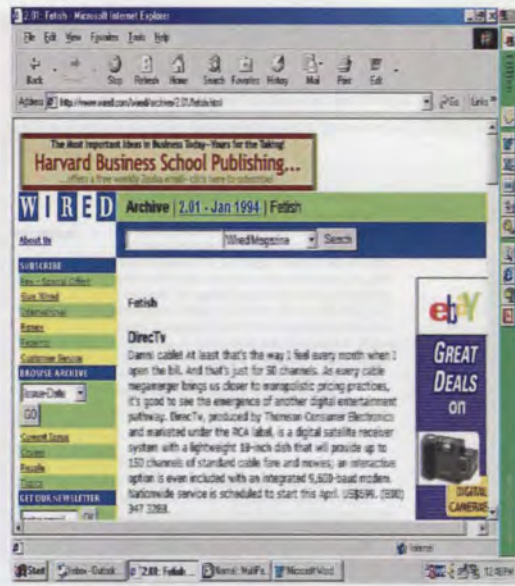 2.01: Fetish - Microsoft Internet Explorer
File Edit View Favorites Tools Help
Back Stop Refresh Home Search Favorites History Mail Print Edit
Address http://www.wired.com/wired/archive/2.01/fetish.html Go Links »
The Most Important Ideas in Business Today-Yours for the Taking!
Harvard Business School Publishing...
...offers a free weekly
click here to subscribe!
WIRED Archive | 2.01 - Jan 1994 | Fetish
About Us
Wired Magazine Search
SUBSCRIBE
Special Offer!
Give Wired
International
Renew
Customer Service
BROWSE ARCHIVE
Issue-Date
GO
Current Issue
Covers
People
Topics
GET OUR NEWSLETTER
Fetish
DirecTv
Damn cable! At least that's the way I feel every month when I
open the bill. And that's just for 50 channels. As every cable
megamerger brings us closer to monopolistic pricing practices,
it's good to see the emergence of another digital entertainment
pathway. DirecTv, produced by Thomson Consumer Electronics
and marketed under the RCA label, is a digital satellite receiver
system with a lightweight 18-inch dish that will provide up to
150 channels of standard cable fare and movies; an interactive
option is even included with an integrated 9,600-baud modem.
Nationwide service is scheduled to start this April. US$699. (800)
347 3288.
ebaY
GREAT
DEALS
on
DIGITAL
CAMERAS
Internet
Start Inbox - Outlook... 2.01: Fetish... Microsoft Word 12:48 PM